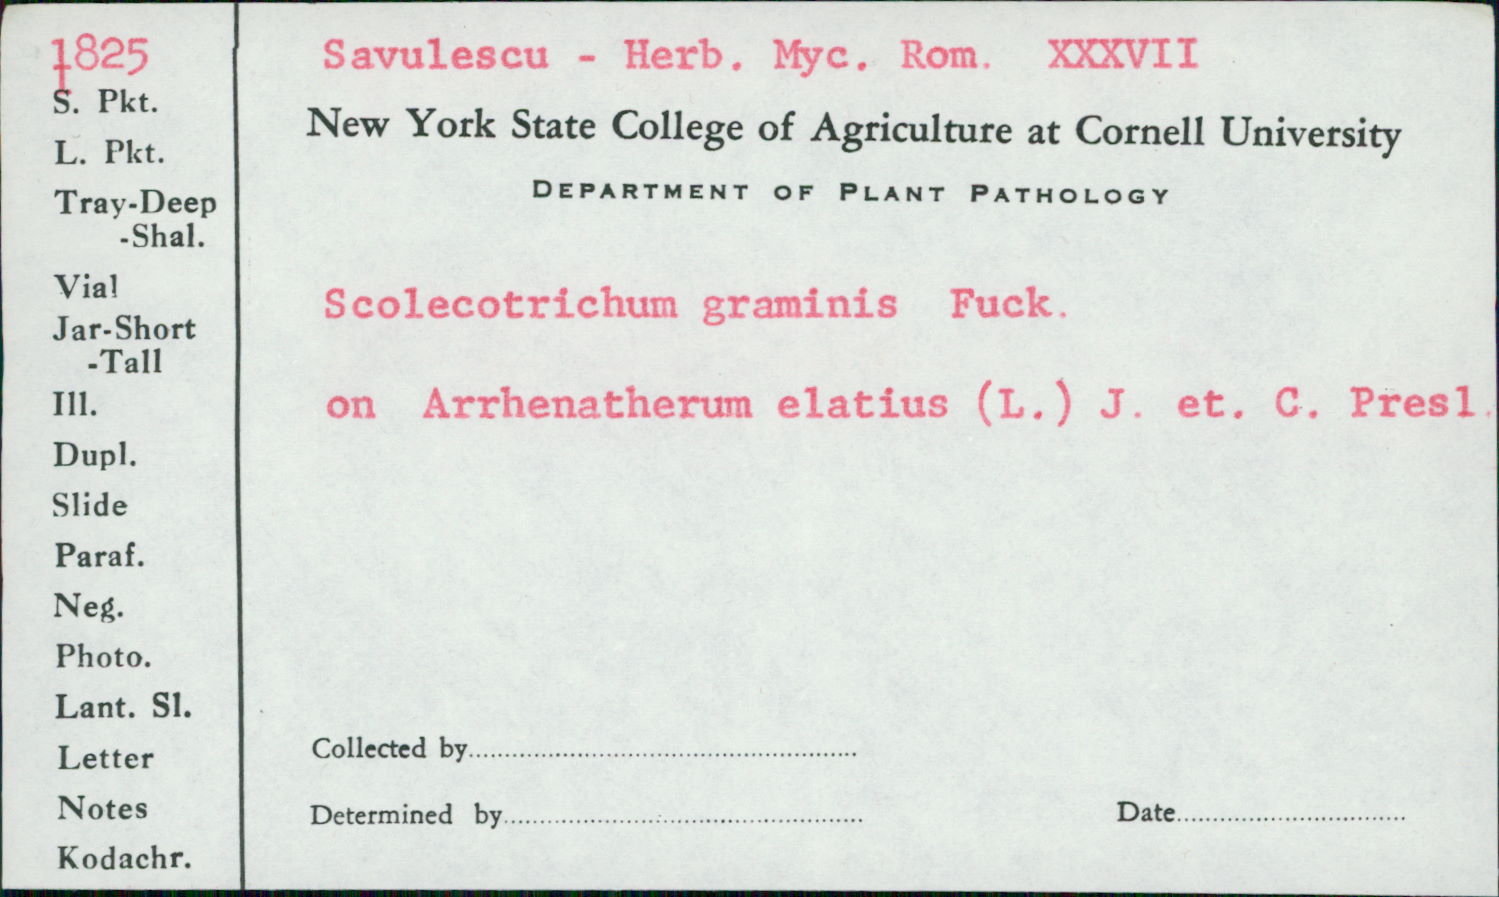 1825
S. Pkt.
L. Pkt.
Tray-Deep
-Shal.
Vial
Jar-Short
-Tall
Ill.
Dupl.
Slide
Paraf.
Neg.
Photo.
Lant. Sl.
Letter
Notes
Kodachr.
Savulescu - Herb. Myc. Rom. XXXVII
New York State College of Agriculture at Cornell University
DEPARTMENT OF PLANT PATHOLOGY
Scolecotrichum graminis Fuck.
on Arrhenatherum elatius (L.) J. et. C. Presl.
Collected by
Determined by
Date